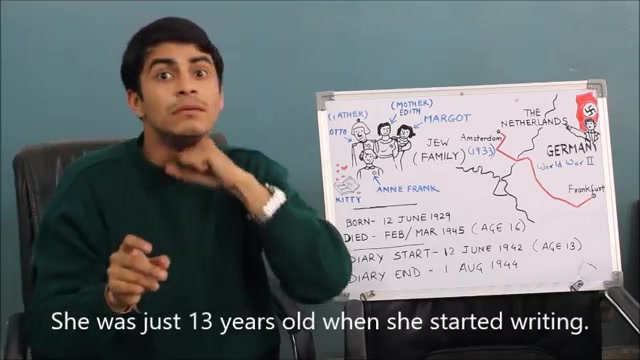 (FATHER)
OTTO
(MOTHER)
EDITH
MARGOT
JEW
(FAMILY)
ANNE FRANK
KITTY
THE
NETHERLANDS
Amsterdam
(1933)
GERMANY
World War II
Frankfurt
BORN- 12 JUNE 1929
DIED - FEB/MAR 1945 (AGE 16)
DIARY START- 12 JUNE 1942 (AGE 13)
DIARY END - 1 AUG 1944
She was just 13 years old when she started writing.